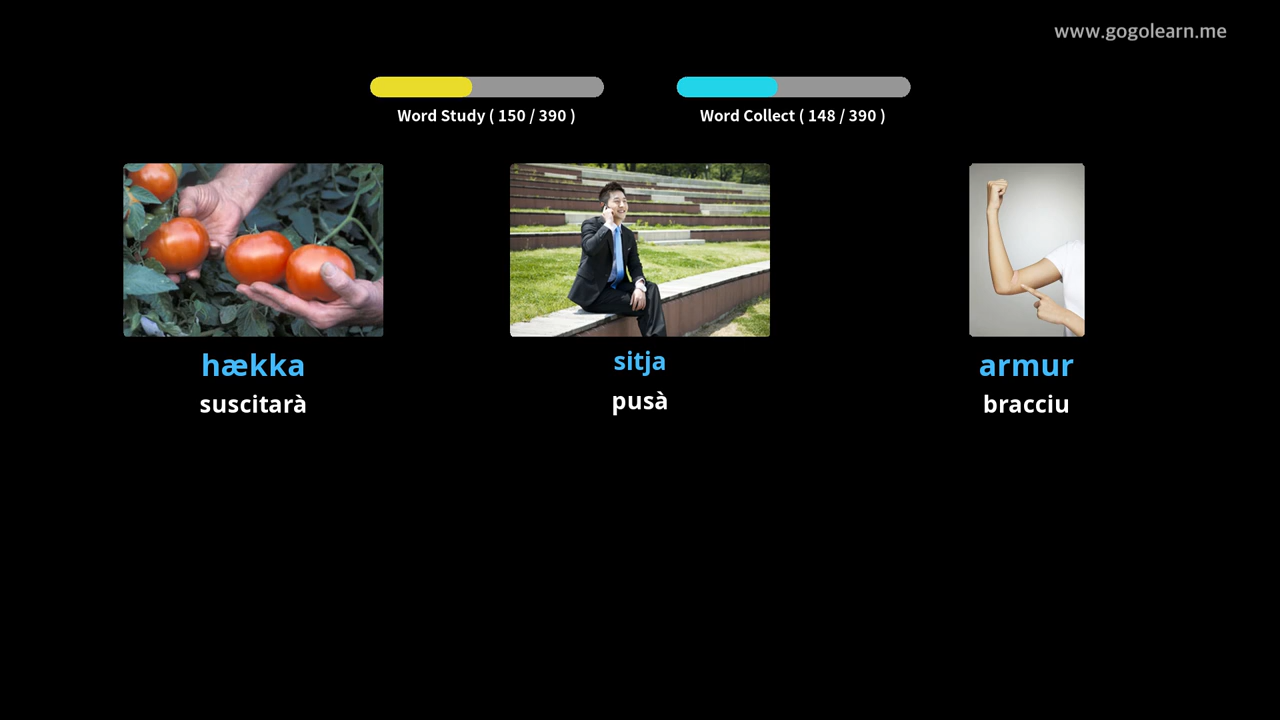 www.gogolearn.me
Word Study ( 150 / 390 )
Word Collect ( 148 / 390 )
hækka
suscitarà
sitja
pusà
armur
bracciu